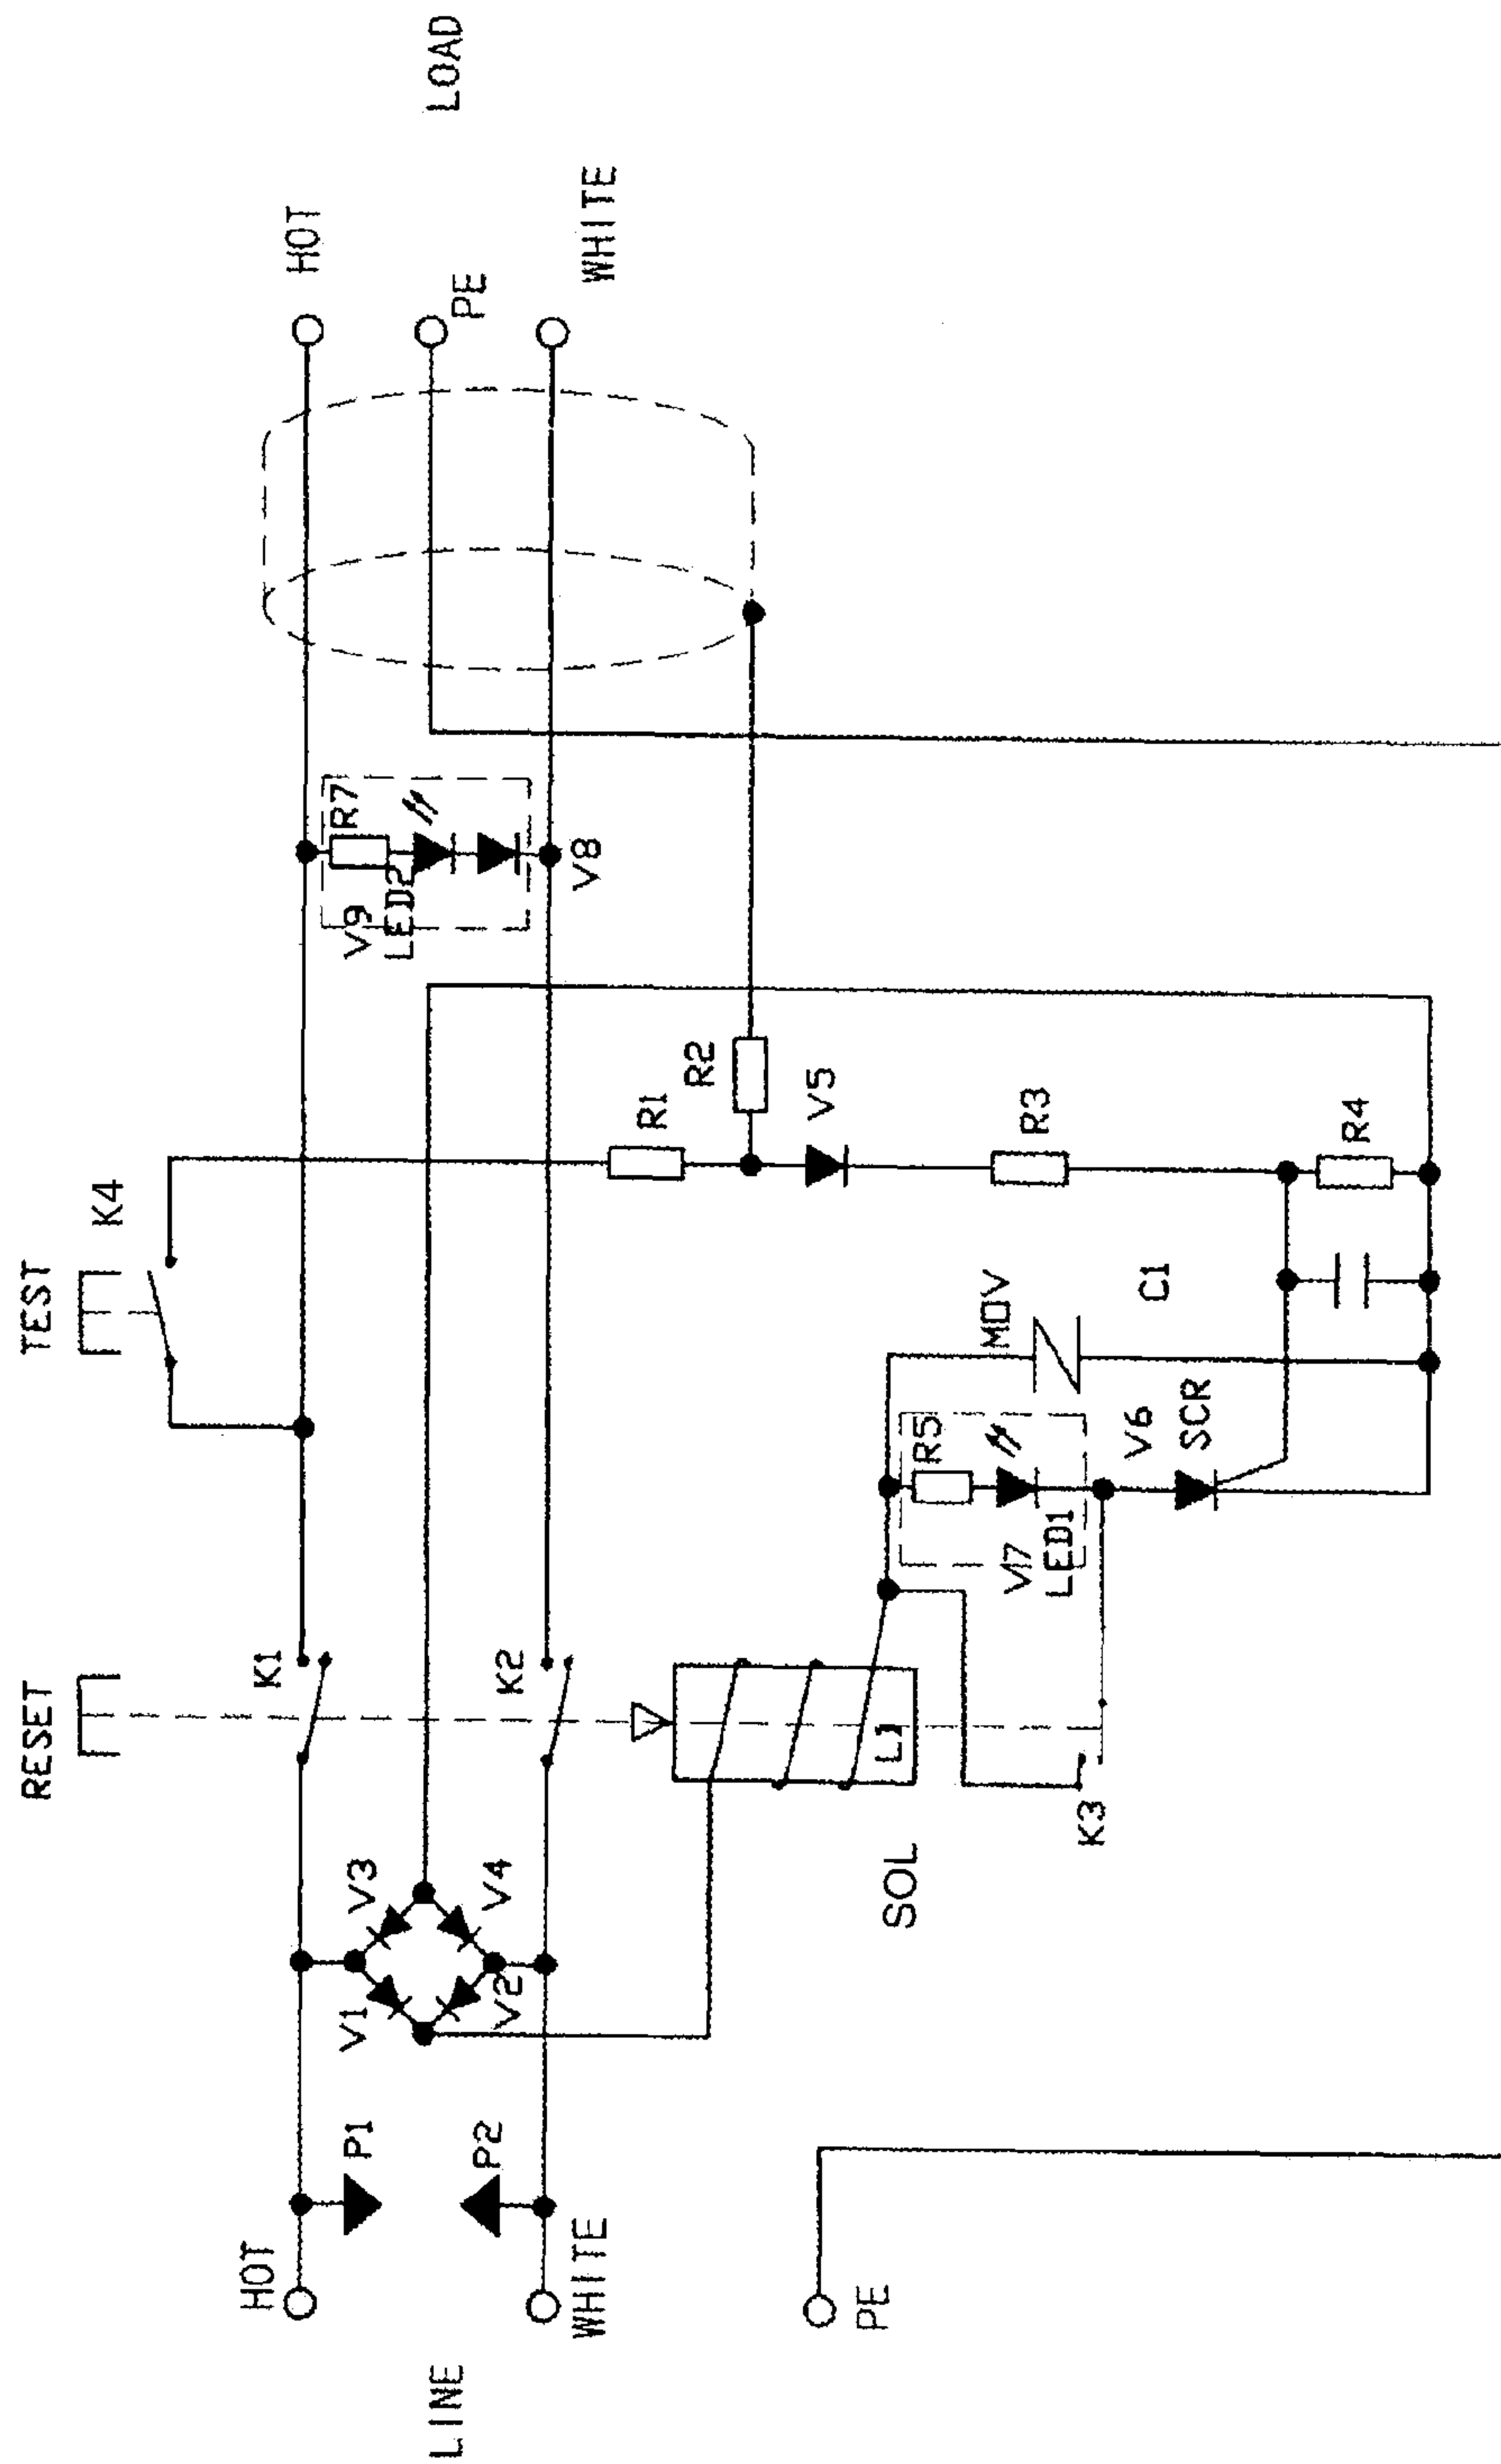 TEST
K4
RESET
HOT
HOT
K1
V3
V1
P1
V9
R7
LED2
LOAD
LINE
PE
V4
V2
P2
K2
WHITE
WHITE
V8
R1
R2
V5
R3
R4
MOV
C1
R5
V7
LED1
V6
SCR
L1
SOL
K3
PE